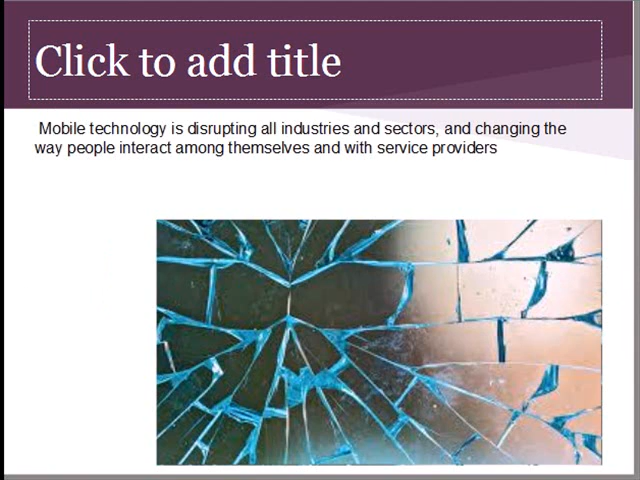 Click to add title
Mobile technology is disrupting all industries and sectors, and changing the
way people interact among themselves and with service providers